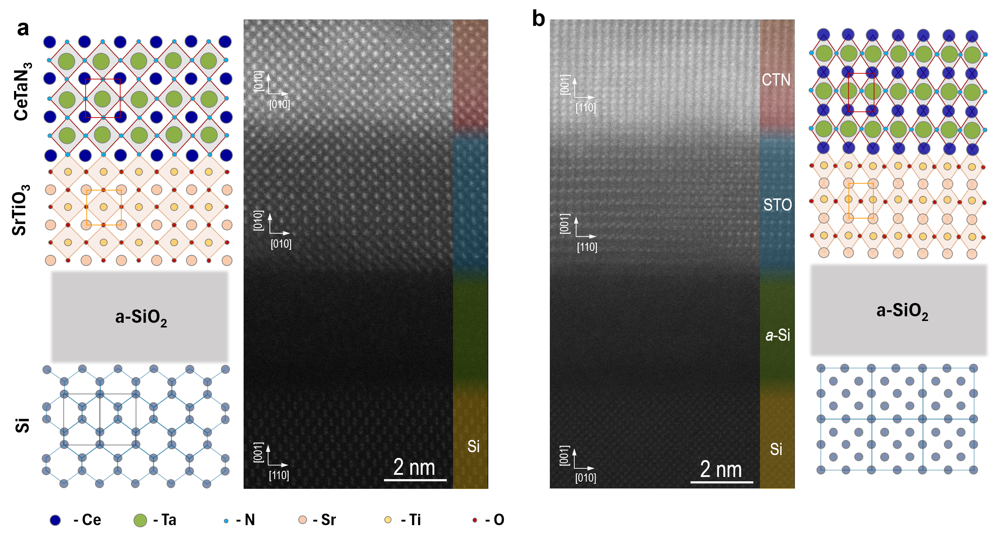 a
CeTaN3
SrTiO3
a-SiO2
Si
[010]
[010]
[010]
[010]
[001]
[110]
2 nm
Si
b
[001]
[110]
[001]
[110]
[001]
[010]
2 nm
CTN
STO
a-Si
Si
a-SiO2
- Ce - Ta - N - Sr - Ti - O